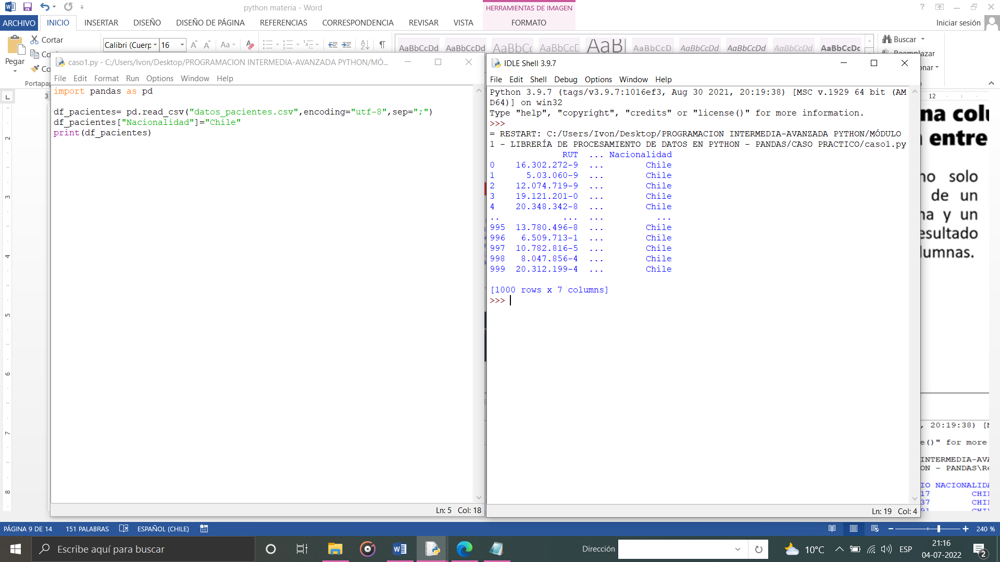 python materia - Word
HERRAMIENTAS DE IMAGEN
ARCHIVO INICIO INSERTAR DISEÑO DISEÑO DE PÁGINA REFERENCIAS CORRESPONDENCIA REVISAR VISTA FORMATO
Iniciar sesión
Pegar
Cortar
Calibri (Cuerp 16
AaBbCcDd AaBbCcDd AaBbCc AaBbCcC AaBl AaBbCcD AaBbCcDd AaBbCcDd AaBbCcDd AaBbCcDc
Buscar
Reemplazar
caso1.py - C:/Users/Ivon/Desktop/PROGRAMACION INTERMEDIA-AVANZADA PYTHON/MÓ...
File Edit Format Run Options Window Help
import pandas as pd
df_pacientes= pd.read_csv("datos_pacientes.csv",encoding="utf-8",sep=";")
df_pacientes["Nacionalidad"]="Chile"
print(df_pacientes)
Ln: 5 Col: 18
IDLE Shell 3.9.7
File Edit Shell Debug Options Window Help
Python 3.9.7 (tags/v3.9.7:1016ef3, Aug 30 2021, 20:19:38) [MSC v.1929 64 bit (AM
D64)] on win32
Type "help", "copyright", "credits" or "license()" for more information.
>>>
= RESTART: C:/Users/Ivon/Desktop/PROGRAMACION INTERMEDIA-AVANZADA PYTHON/MÓDULO
1 - LIBRERÍA DE PROCESAMIENTO DE DATOS EN PYTHON - PANDAS/CASO PRACTICO/caso1.py
RUT ... Nacionalidad
0 16.302.272-9 ... Chile
1 5.03.060-9 ... Chile
2 12.074.719-9 ... Chile
3 19.121.201-0 ... Chile
4 20.348.342-8 ... Chile
.. ... ... ...
995 13.780.496-8 ... Chile
996 6.509.713-1 ... Chile
997 10.782.816-5 ... Chile
998 8.047.856-4 ... Chile
999 20.312.199-4 ... Chile
[1000 rows x 7 columns]
>>>
Ln: 19 Col: 4
12
entre
no solo
de un
y un
esultado
lumnas.
, 20:19:38)
()" for more
INTERMEDIA-AVA
ON - PANDAS\Re
IO NACIONALIDA
17 CHI
37 CHI
2
3
4
5
6
7
8
PÁGINA 9 DE 14 151 PALABRAS ESPAÑOL (CHILE) 240 %
Escribe aquí para buscar
Dirección
10°C
ESP
21:16
04-07-2022
2